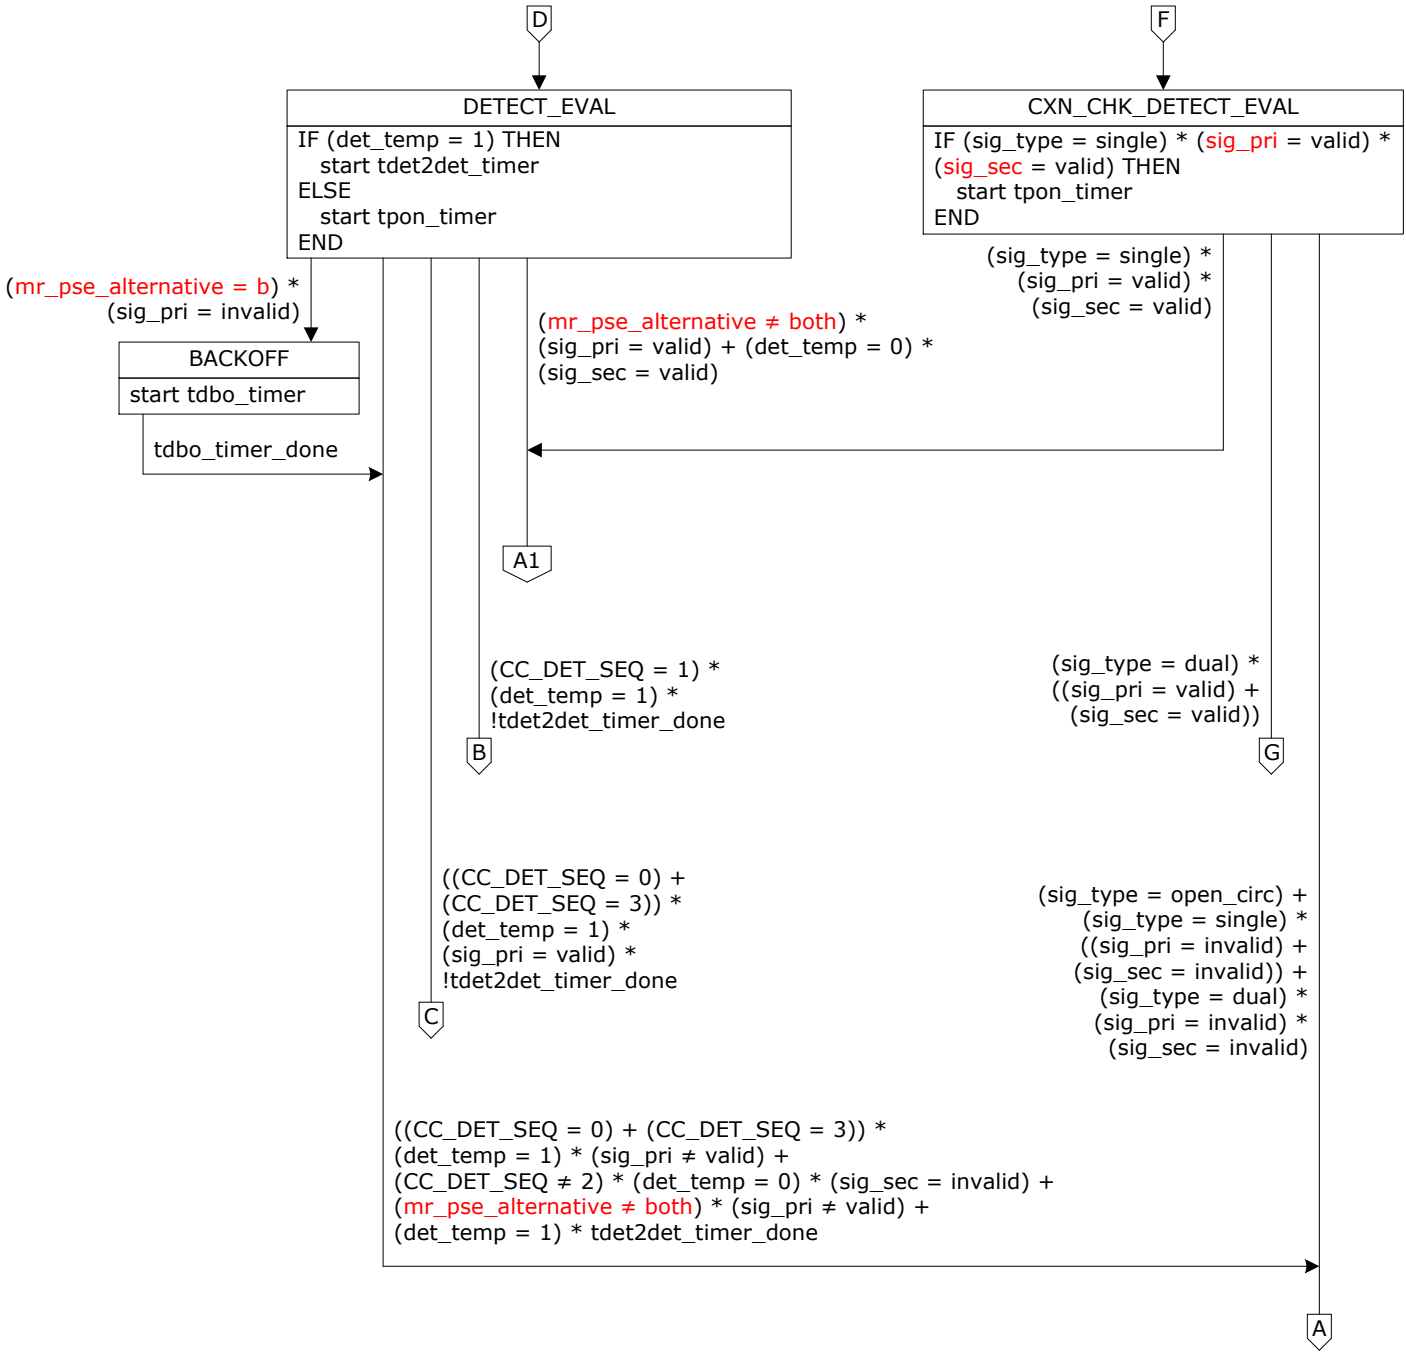 D
F
DETECT_EVAL
IF (det_temp = 1) THEN
start tdet2det_timer
ELSE
start tpon_timer
END
CXN_CHK_DETECT_EVAL
IF (sig_type = single) * (sig_pri = valid) *
(sig_sec = valid) THEN
start tpon_timer
END
(mr_pse_alternative = b) *
(sig_pri = invalid)
(mr_pse_alternative ≠ both) *
(sig_pri = valid) + (det_temp = 0) *
(sig_sec = valid)
(sig_type = single) *
(sig_pri = valid) *
(sig_sec = valid)
BACKOFF
start tdbo_timer
tdbo_timer_done
A1
(CC_DET_SEQ = 1) *
(det_temp = 1) *
!tdet2det_timer_done
B
(sig_type = dual) *
((sig_pri = valid) +
(sig_sec = valid))
G
((CC_DET_SEQ = 0) +
(CC_DET_SEQ = 3)) *
(det_temp = 1) *
(sig_pri = valid) *
!tdet2det_timer_done
C
(sig_type = open_circ) +
(sig_type = single) *
((sig_pri = invalid) +
(sig_sec = invalid)) +
(sig_type = dual) *
(sig_pri = invalid) *
(sig_sec = invalid)
((CC_DET_SEQ = 0) + (CC_DET_SEQ = 3)) *
(det_temp = 1) * (sig_pri ≠ valid) +
(CC_DET_SEQ ≠ 2) * (det_temp = 0) * (sig_sec = invalid) +
(mr_pse_alternative ≠ both) * (sig_pri ≠ valid) +
(det_temp = 1) * tdet2det_timer_done
A